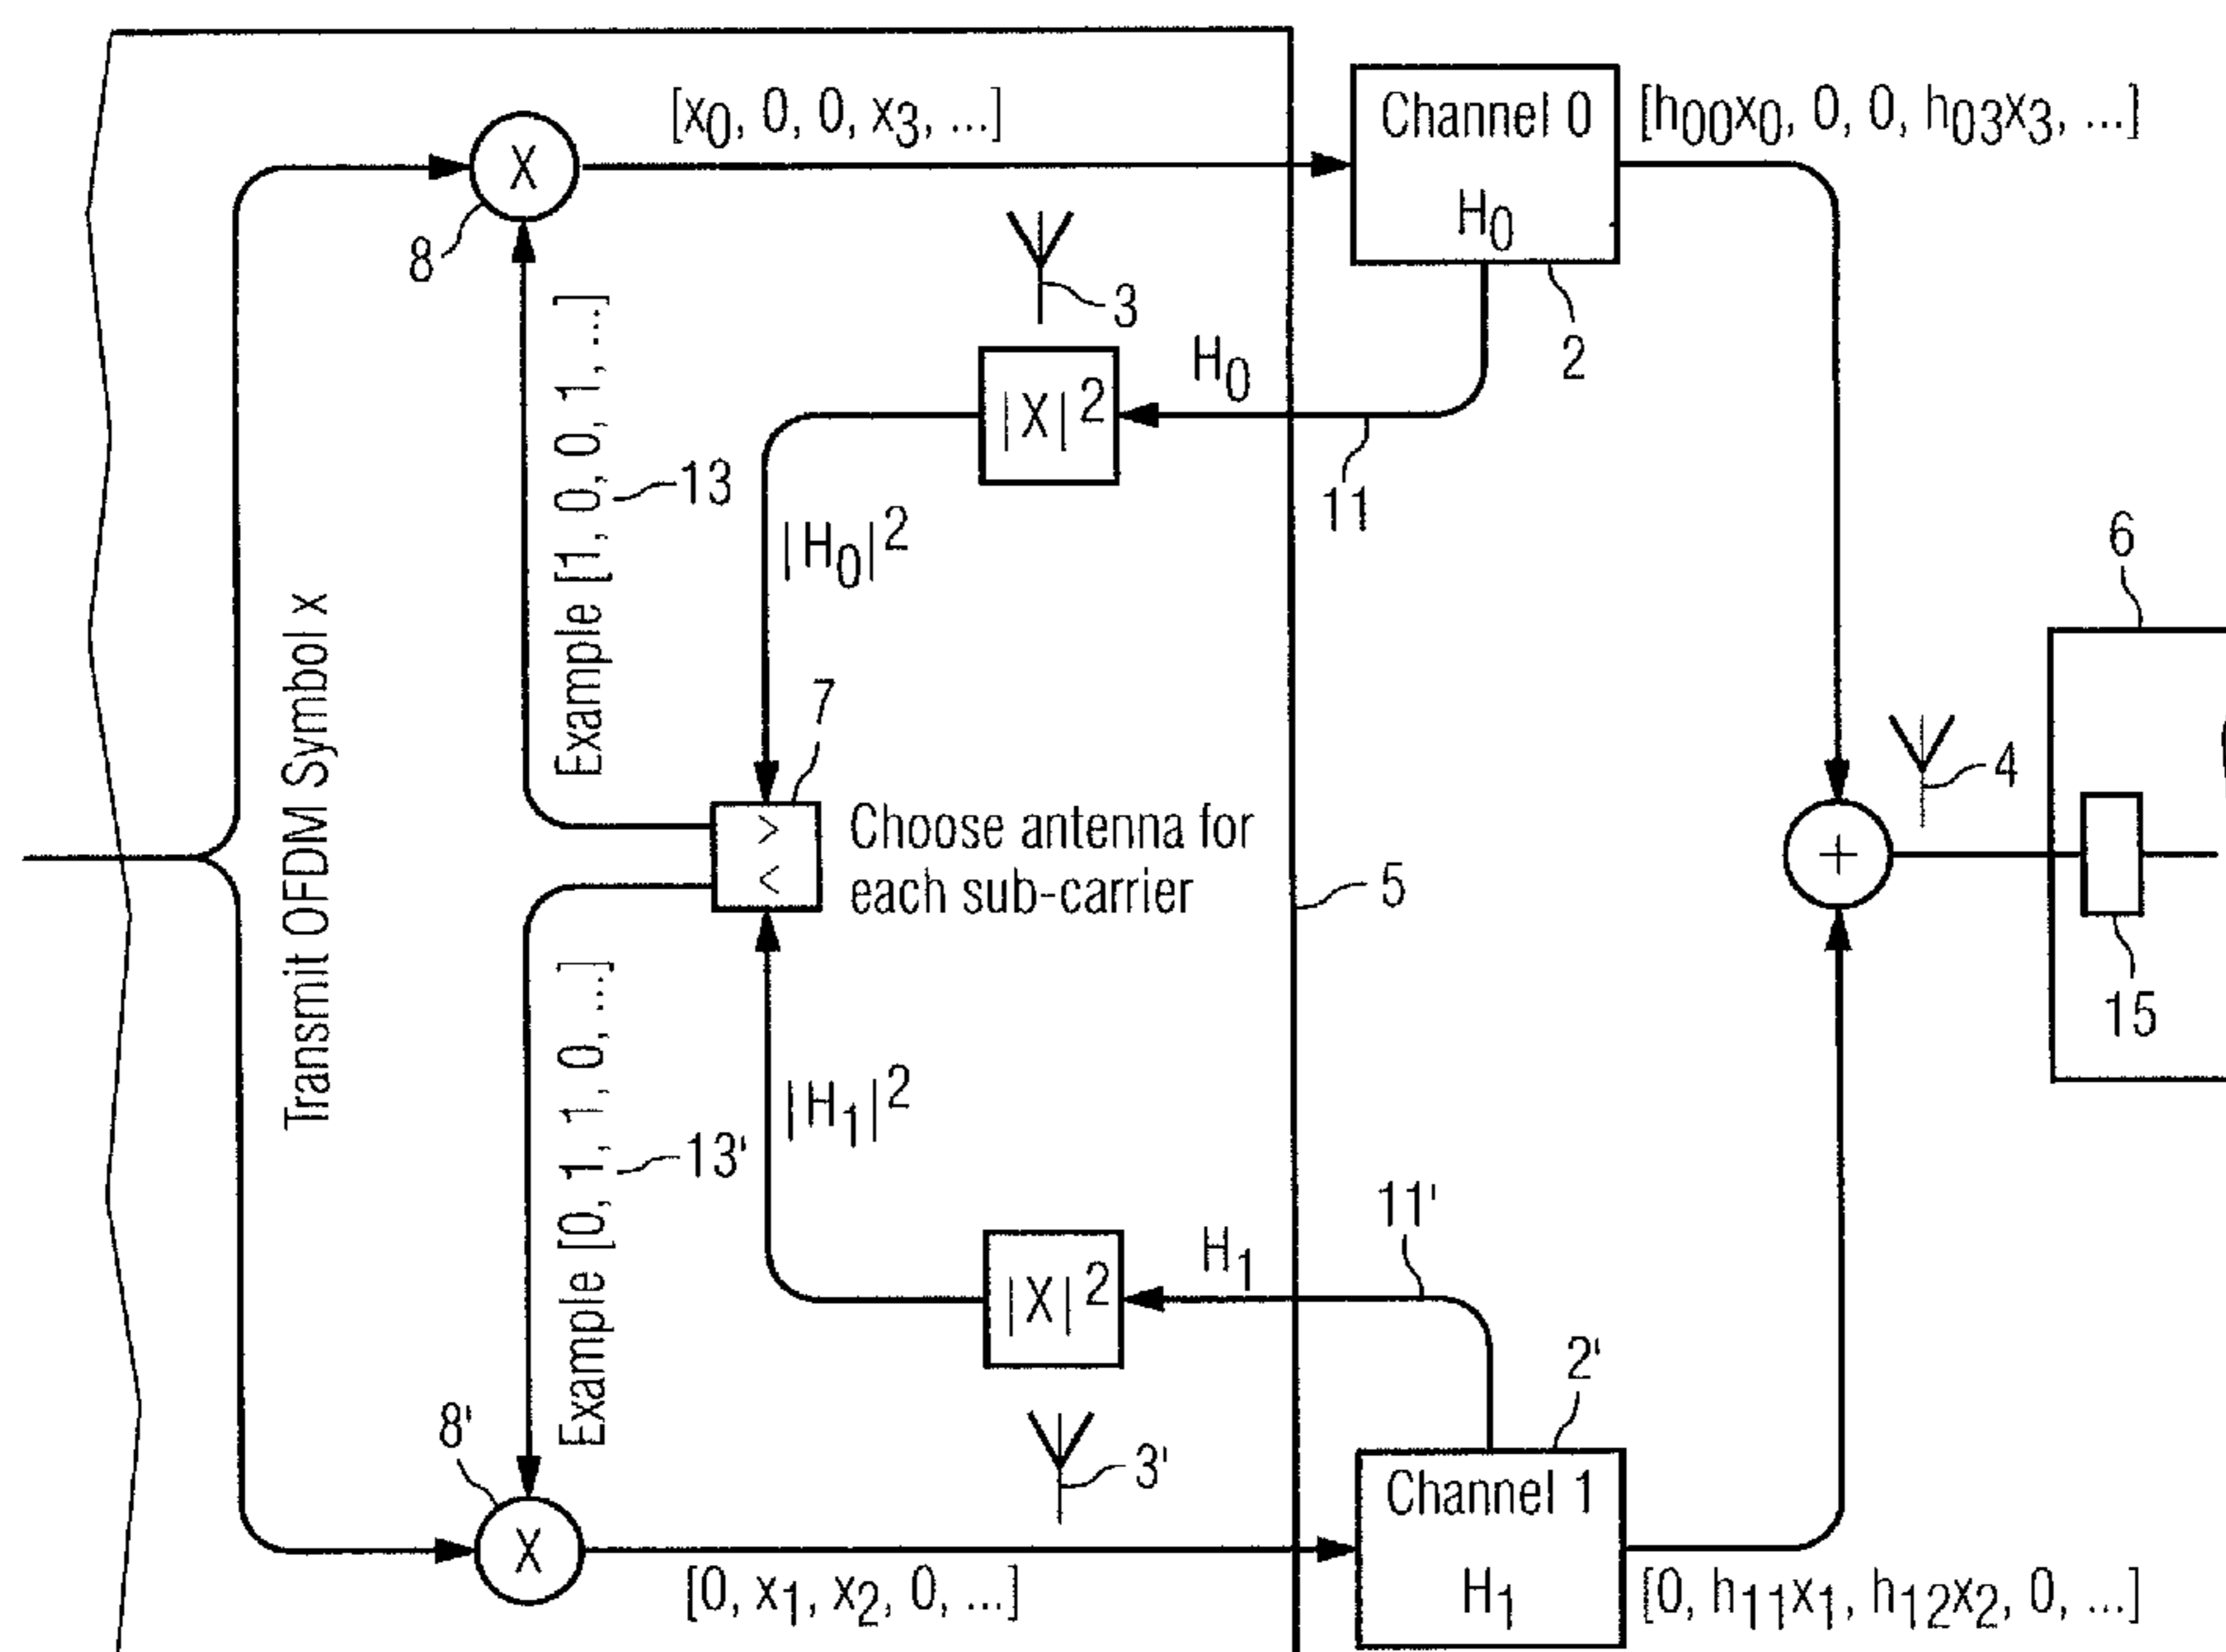 [x0, 0, 0, x3, ...]
Channel 0
H0
[h00x0, 0, 0, h03x3, ...]
X
8
3
2
H0
|X|2
11
Example [1, 0, 0, 1, ...]
13
|H0|2
6
Transmit OFDM Symbol x
7
>
<
Choose antenna for
each sub-carrier
5
4
+
15
Example [0, 1, 1, 0, ...]
13'
|H1|2
11'
H1
|X|2
2'
8'
3'
X
Channel 1
H1
[0, x1, x2, 0, ...]
[0, h11x1, h12x2, 0, ...]